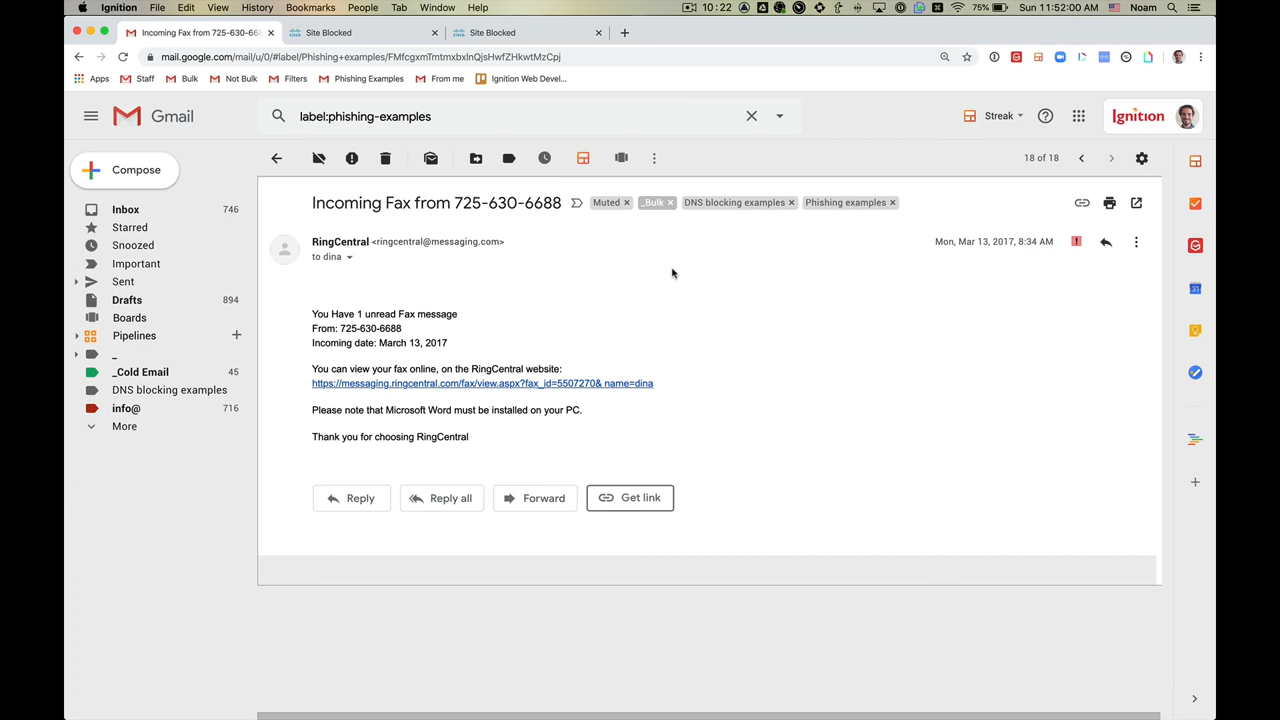 Ignition File Edit View History Bookmarks People Tab Window Help 10:22 75% Sun 11:52:00 AM Noam
Incoming Fax from 725-630-668
Site Blocked
Site Blocked
mail.google.com/mail/u/0/#label/Phishing+examples/FMfcgxmTmtmxbxlnQjsHwfZHkwtMzCpj
Apps Staff Bulk Not Bulk Filters Phishing Examples From me Ignition Web Devel...
Gmail
label:phishing-examples
Streak
Ignition
Compose
18 of 18
Inbox 746
Starred
Snoozed
Important
Sent
Drafts 894
Boards
Pipelines
_
_Cold Email 45
DNS blocking examples
info@ 716
More
Incoming Fax from 725-630-6688
Muted x _Bulk x DNS blocking examples x Phishing examples x
RingCentral <ringcentral@messaging.com>
Mon, Mar 13, 2017, 8:34 AM
to dina
You Have 1 unread Fax message
From: 725-630-6688
Incoming date: March 13, 2017
You can view your fax online, on the RingCentral website:
https://messaging.ringcentral.com/fax/view.aspx?fax_id=5507270& name=dina
Please note that Microsoft Word must be installed on your PC.
Thank you for choosing RingCentral
Reply Reply all Forward Get link